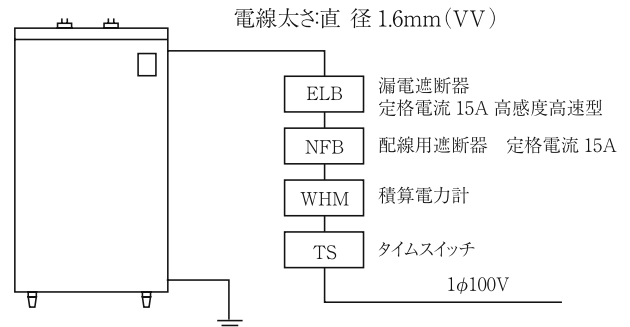 電線太さ:直 径 1.6mm(VV)
ELB
漏電遮断器
定格電流 15A 高感度高速型
NFB
配線用遮断器 定格電流 15A
WHM
積算電力計
TS
タイムスイッチ
1φ100V